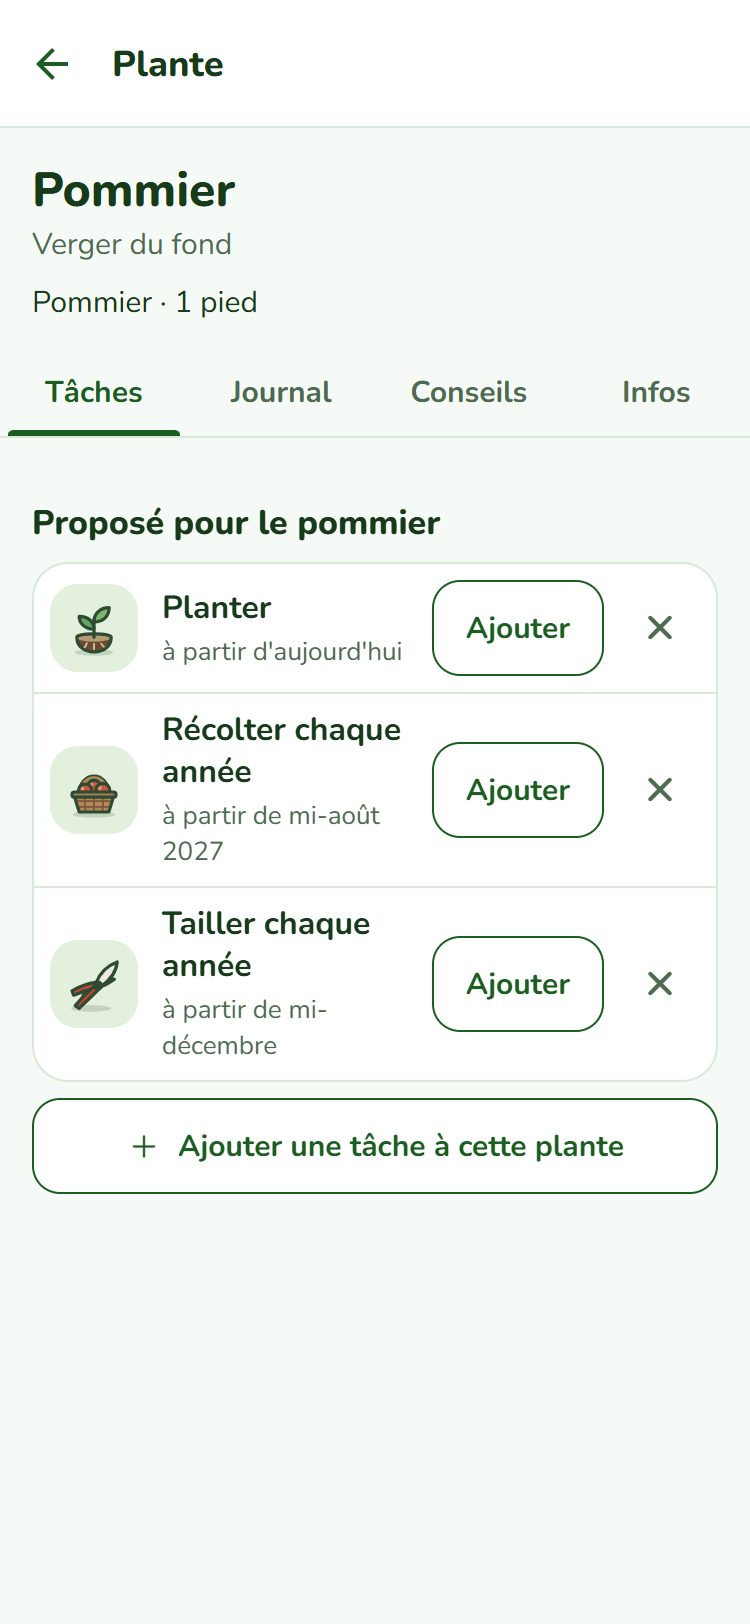 Plante
Pommier
Verger du fond
Pommier · 1 pied
Tâches
Journal
Conseils
Infos
Proposé pour le pommier
Planter
à partir d'aujourd'hui
Ajouter
Récolter chaque
année
à partir de mi-août
2027
Ajouter
Tailler chaque
année
à partir de mi-
décembre
Ajouter
Ajouter une tâche à cette plante